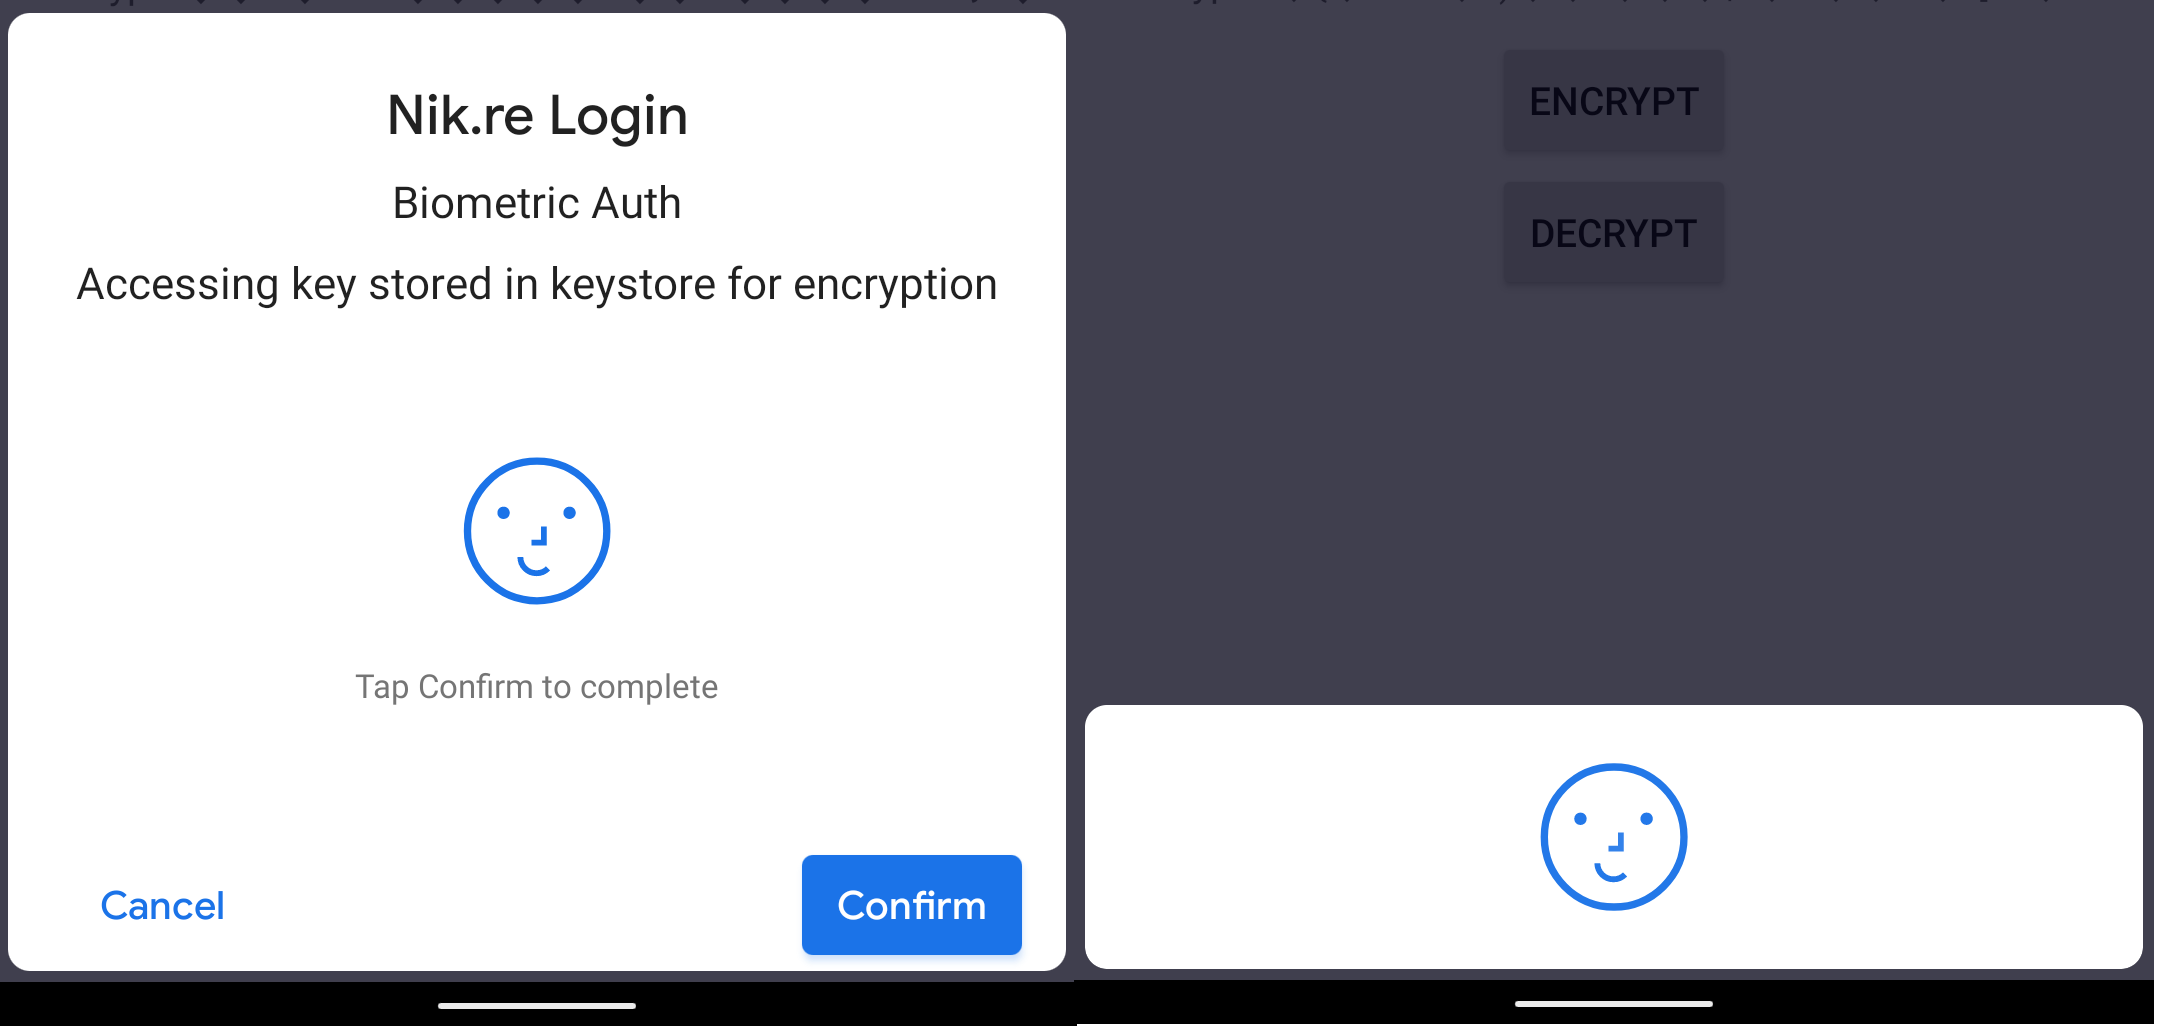 Nik.re Login
Biometric Auth
Accessing key stored in keystore for encryption
Tap Confirm to complete
Cancel
Confirm
ENCRYPT
DECRYPT